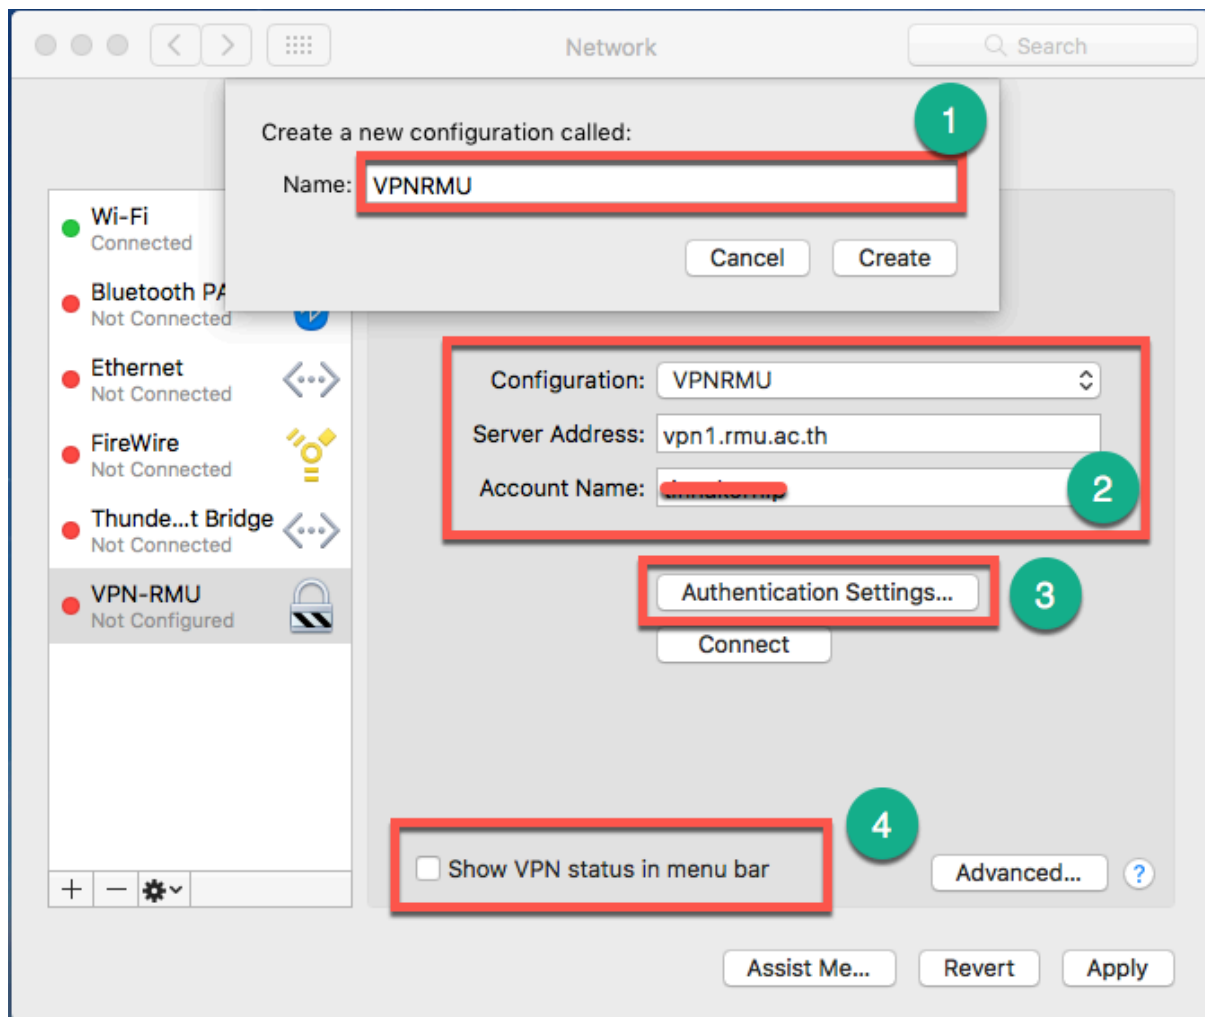 Network
Search
Create a new configuration called:
1
Name: VPNRMU
Cancel
Create
Wi-Fi
Connected
Bluetooth PA
Not Connected
Ethernet
Not Connected
FireWire
Not Connected
Thunde...t Bridge
Not Connected
VPN-RMU
Not Configured
Configuration: VPNRMU
Server Address: vpn1.rmu.ac.th
Account Name:
2
Authentication Settings...
3
Connect
4
Show VPN status in menu bar
Advanced...
?
Assist Me...
Revert
Apply